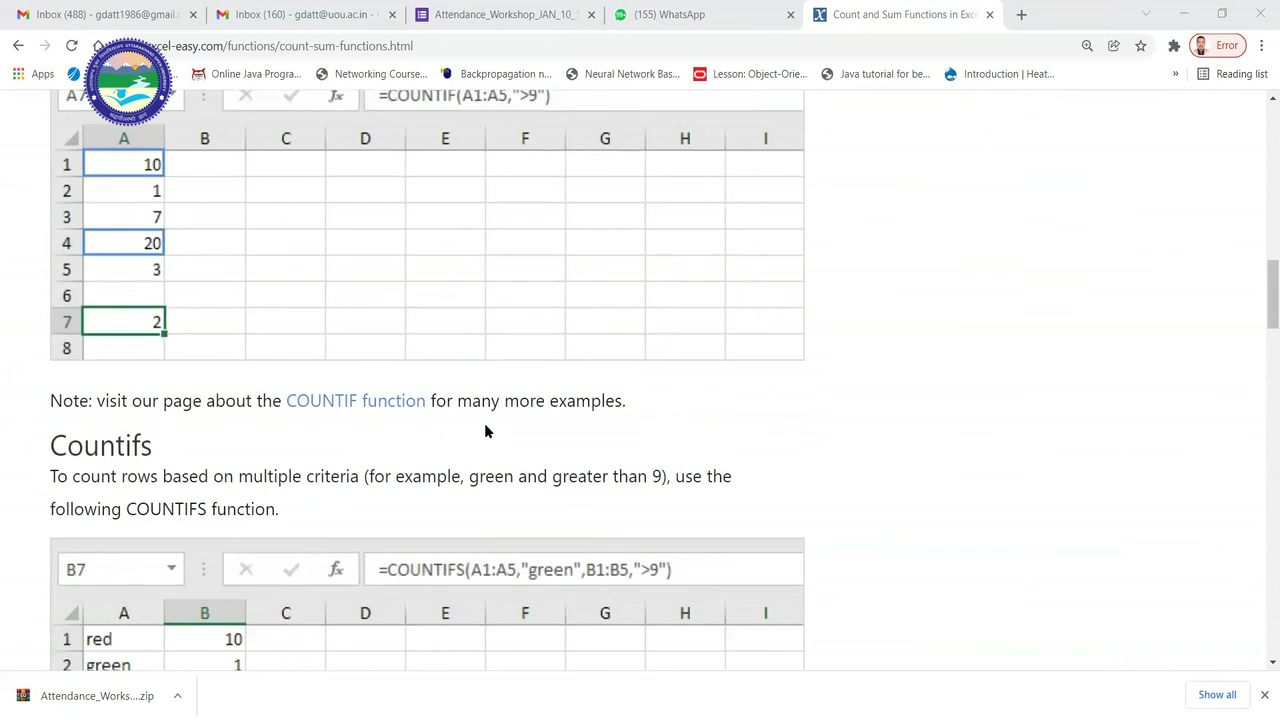 Inbox (488) - gdatt1986@gmail.c
Inbox (160) - gdatt@uou.ac.in -
Attendance_Workshop_JAN_10_
(155) WhatsApp
Count and Sum Functions in Exce
cel-easy.com/functions/count-sum-functions.html
Error
Apps
Online Java Progra...
Networking Course...
Backpropagation n...
Neural Network Bas...
Lesson: Object-Orie...
Java tutorial for be...
Introduction | Heat...
»
Reading list
A7
fx
=COUNTIF(A1:A5,">9")
A B C D E F G H I
1 10
2 1
3 7
4 20
5 3
6
7 2
8
Note: visit our page about the COUNTIF function for many more examples.
Countifs
To count rows based on multiple criteria (for example, green and greater than 9), use the
following COUNTIFS function.
B7 fx =COUNTIFS(A1:A5,"green",B1:B5,">9")
A B C D E F G H I
1 red 10
2 green 1
Attendance_Works....zip
Show all